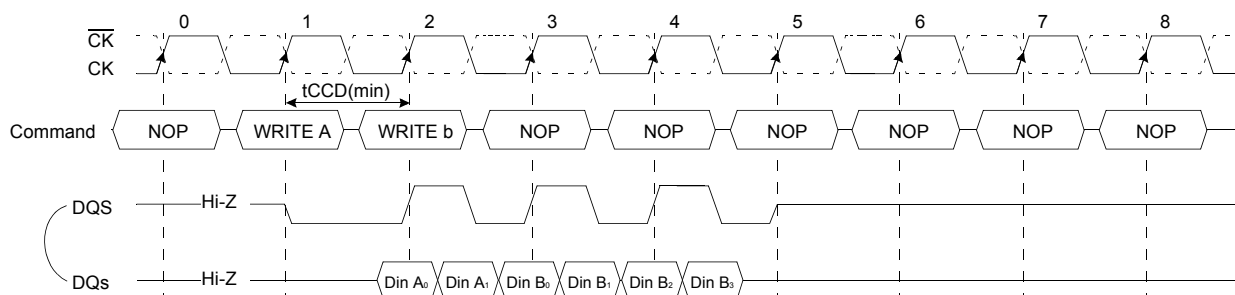 0 1 2 3 4 5 6 7 8
CK
CK
tCCD(min)
Command NOP WRITE A WRITE b NOP NOP NOP NOP NOP NOP
DQS Hi-Z
DQs Hi-Z Din A0 Din A1 Din B0 Din B1 Din B2 Din B3